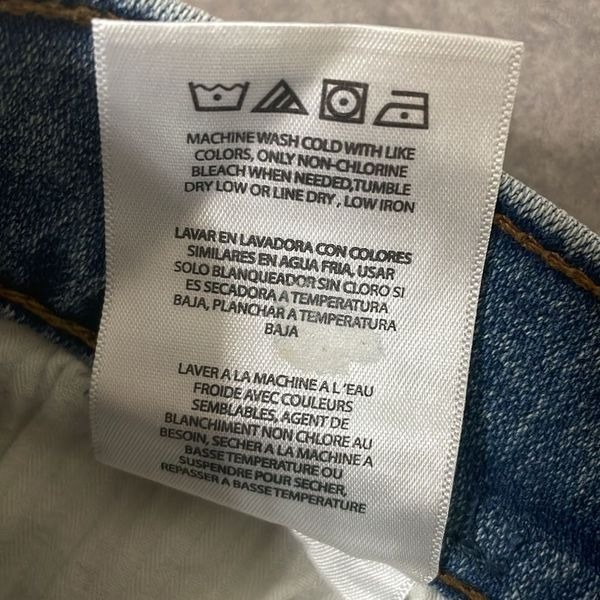 MACHINE WASH COLD WITH LIKE
COLORS, ONLY NON-CHLORINE
BLEACH WHEN NEEDED,TUMBLE
DRY LOW OR LINE DRY , LOW IRON
LAVAR EN LAVADORA CON COLORES
SIMILARES EN AGUA FRIA, USAR
SOLO BLANQUEADOR SIN CLORO SI
ES SECADORA A TEMPERATURA
BAJA, PLANCHAR A TEMPERATURA
BAJA
LAVER A LA MACHINE A L'EAU
FROIDE AVEC COULEURS
SEMBLABLES, AGENT DE
BLANCHIMENT NON CHLORE AU
BESOIN, SECHER A LA MACHINE A
BASSE TEMPERATURE OU
SUSPENDRE POUR SECHER,
REPASSER A BASSE TEMPERATURE